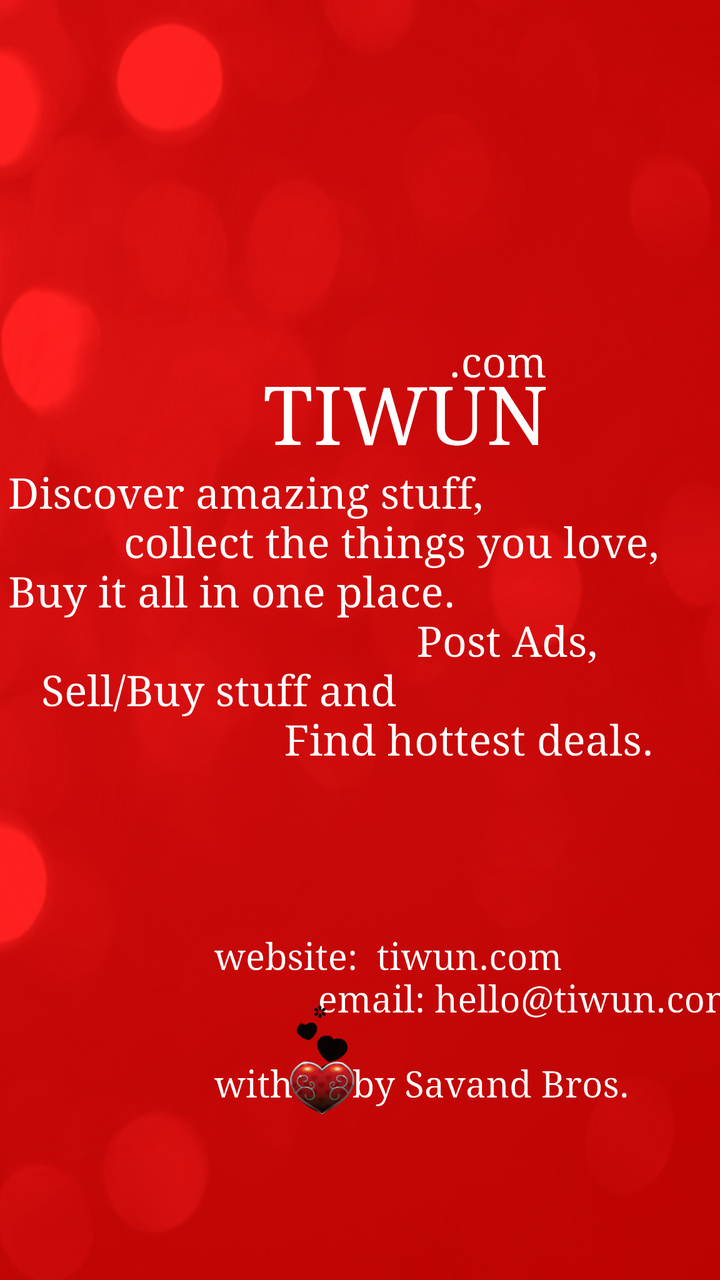 .com
TIWUN
Discover amazing stuff,
collect the things you love,
Buy it all in one place.
Post Ads,
Sell/Buy stuff and
Find hottest deals.
website: tiwun.com
email: hello@tiwun.com
with by Savand Bros.